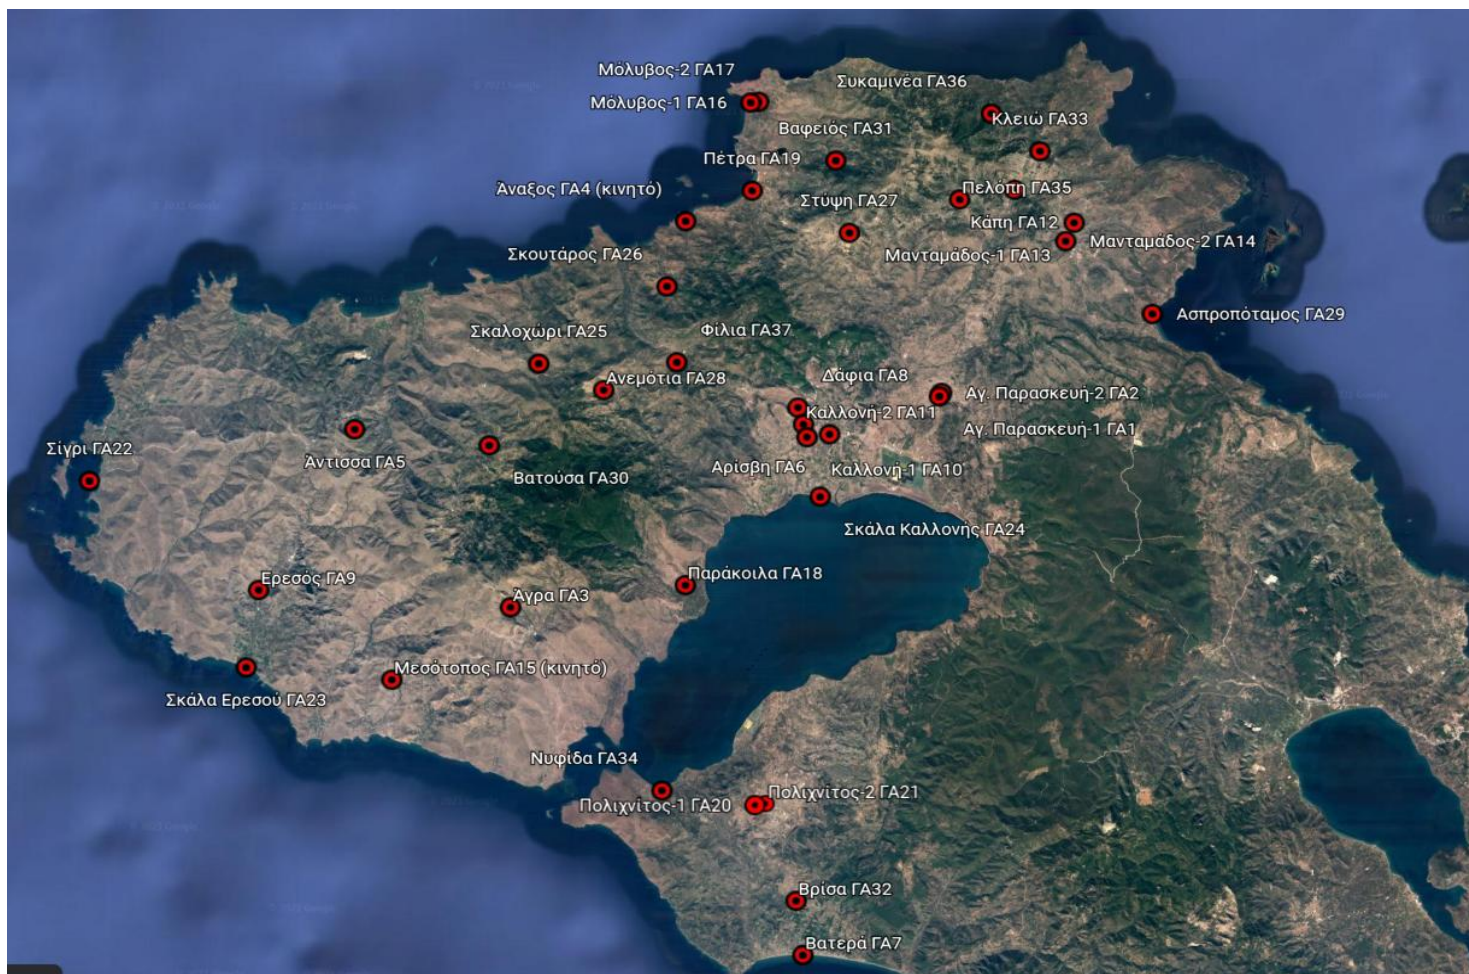 Μόλυβος-2 ΓΑ17
Συκαμινέα ΓΑ36
Μόλυβος-1 ΓΑ16
Κλειώ ΓΑ33
Βαφειός ΓΑ31
Πέτρα ΓΑ19
Άναξος ΓΑ4 (κινητό)
Πελόπη ΓΑ35
Στύψη ΓΑ27
Κάπη ΓΑ12
Μανταμάδος-2 ΓΑ14
Σκουτάρος ΓΑ26
Μανταμάδος-1 ΓΑ13
Ασπροπόταμος ΓΑ29
Σκαλοχώρι ΓΑ25
Φίλια ΓΑ37
Ανεμότια ΓΑ28
Δάφια ΓΑ8
Αγ. Παρασκευή-2 ΓΑ2
Καλλονή-2 ΓΑ11
Αγ. Παρασκευή-1 ΓΑ1
Σίγρι ΓΑ22
Άντισσα ΓΑ5
Αρίσβη ΓΑ6
Καλλονή-1 ΓΑ10
Βατούσα ΓΑ30
Σκάλα Καλλονής ΓΑ24
Ερεσός ΓΑ9
Παράκοιλα ΓΑ18
Άγρα ΓΑ3
Μεσότοπος ΓΑ15 (κινητό)
Σκάλα Ερεσού ΓΑ23
Νυφίδα ΓΑ34
Πολιχνίτος-2 ΓΑ21
Πολιχνίτος-1 ΓΑ20
Βρίσα ΓΑ32
Βατερά ΓΑ7